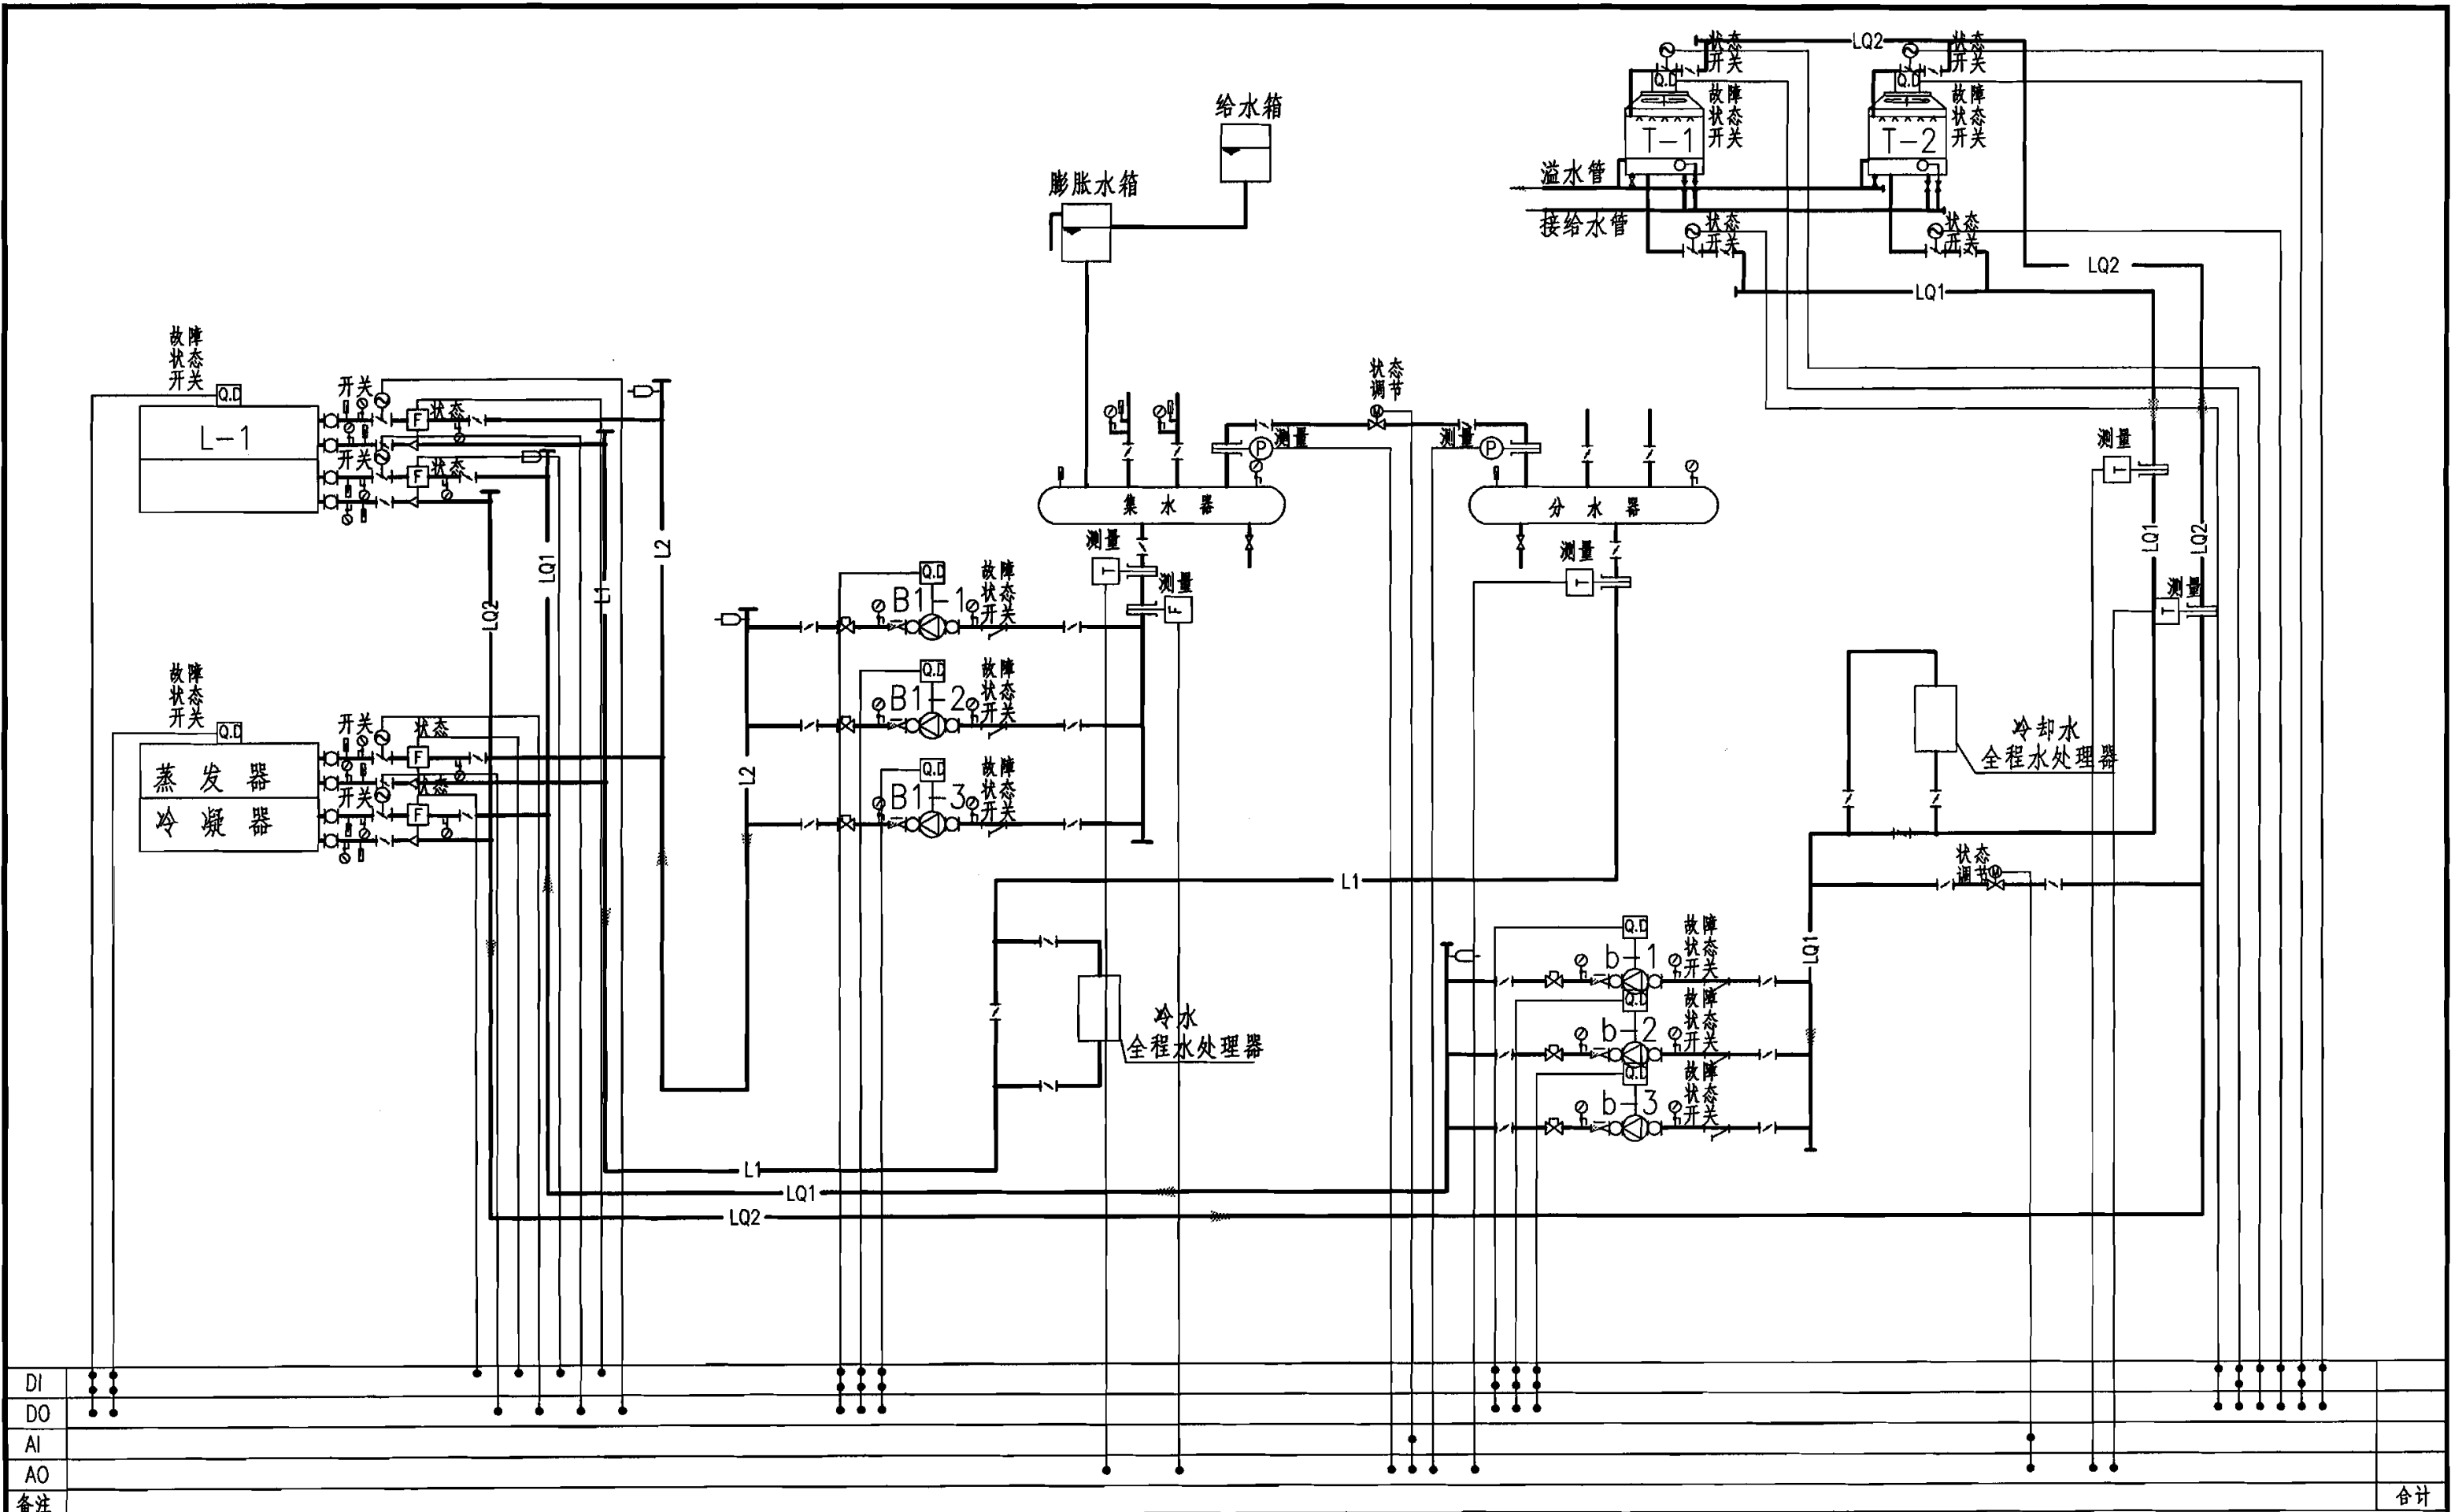 LQ2
状态
开关
状态
开关
Q.D
Q.D
故障
状态
开关
故障
状态
开关
T-1
T-2
给水箱
膨胀水箱
溢水管
接给水管
状态
开关
状态
开关
LQ2
LQ1
故障
状态
开关
Q.D
L-1
开关
F
状态
开关
F
状态
状态
调节
M
测量
P
测量
P
测量
T
集水器
分水器
测量
T
测量
F
测量
T
测量
T
L2
LQ1
L1
LQ2
LQ1
LQ2
Q.D
B1-1
故障
状态
开关
Q.D
B1-2
故障
状态
开关
Q.D
B1-3
故障
状态
开关
L2
故障
状态
开关
Q.D
蒸发器
冷凝器
开关
F
状态
开关
F
状态
冷却水
全程水处理器
状态
调节
M
L1
LQ1
Q.D
b-1
故障
状态
开关
Q.D
b-2
故障
状态
开关
Q.D
b-3
故障
状态
开关
冷水
全程水处理器
L1
LQ1
LQ2
DI
DO
AI
AO
备注
合计